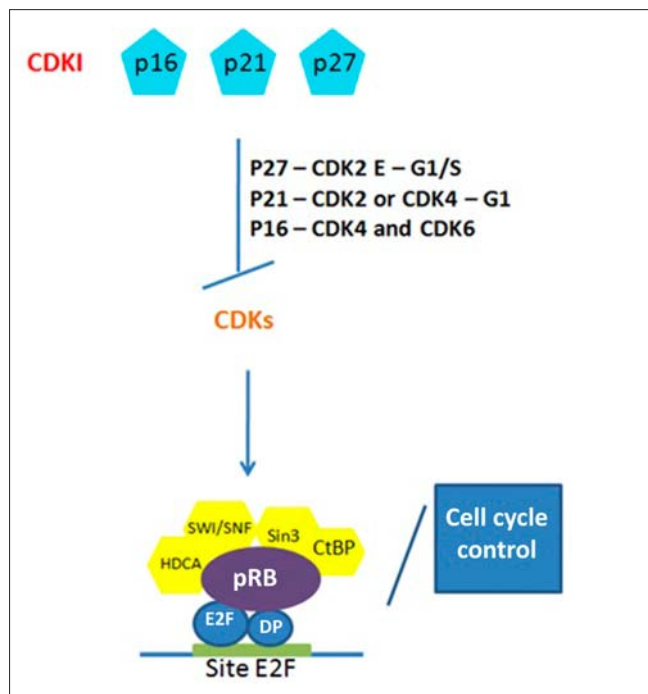 CDKI p16 p21 p27
P27 – CDK2 E – G1/S
P21 – CDK2 or CDK4 – G1
P16 – CDK4 and CDK6
CDKs
SWI/SNF Sin3
HDCA CtBP
pRB
E2F DP
Site E2F
Cell cycle
control